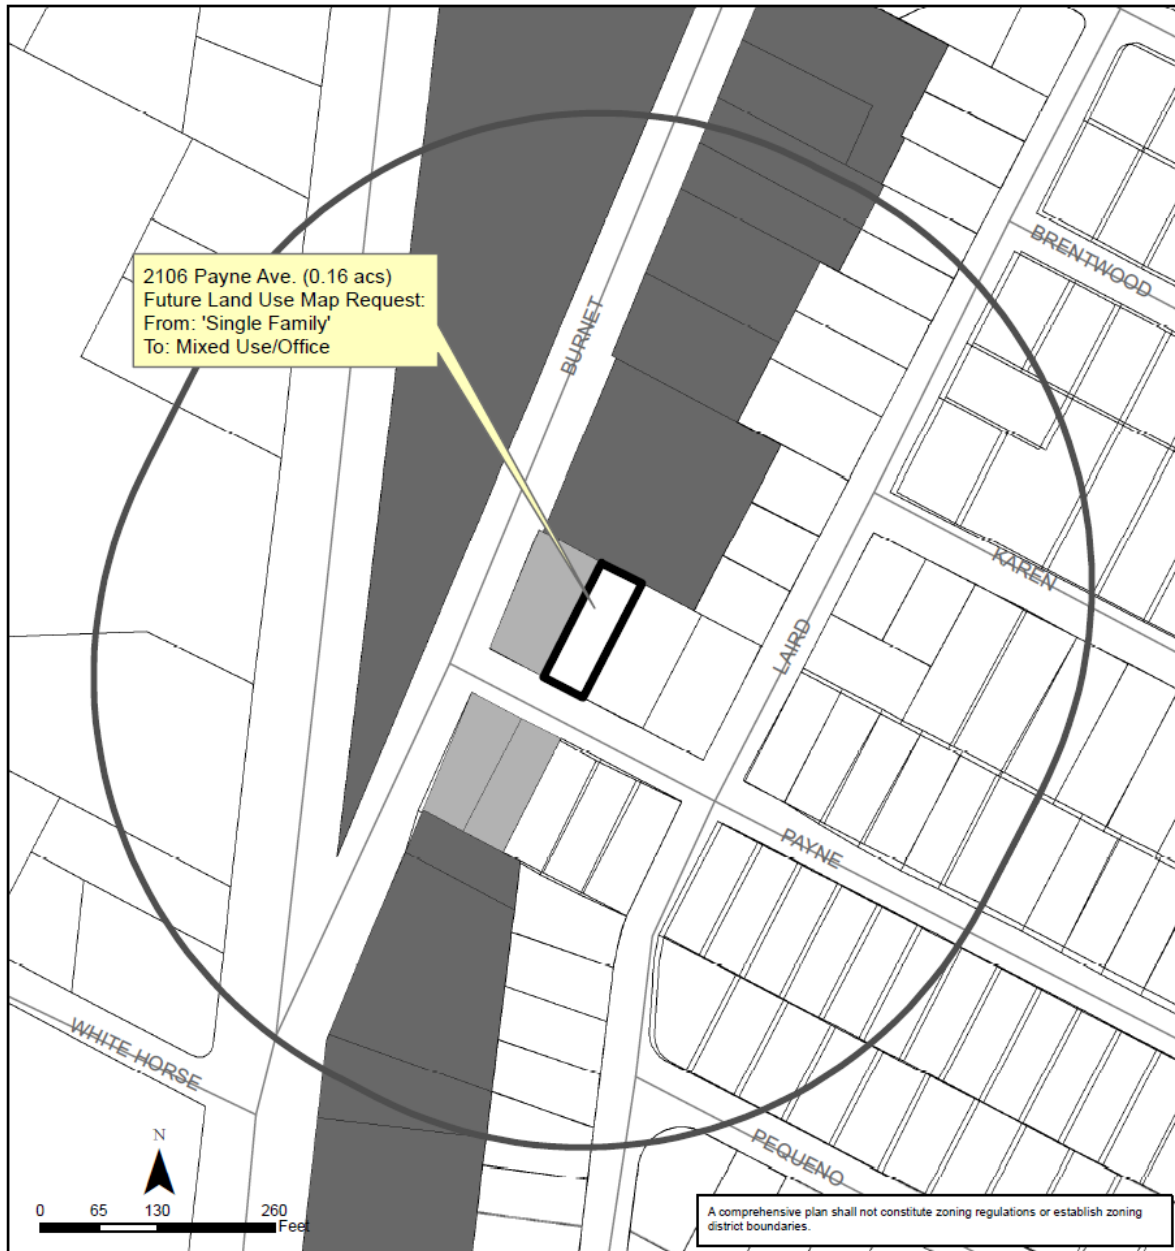 BRENTWOOD
2106 Payne Ave. (0.16 acs)
Future Land Use Map Request:
From: 'Single Family'
To: Mixed Use/Office
BURNET
KAREN
LAIRD
PAYNE
WHITE HORSE
PEQUENO
N
0 65 130 260
Feet
A comprehensive plan shall not constitute zoning regulations or establish zoning
district boundaries.